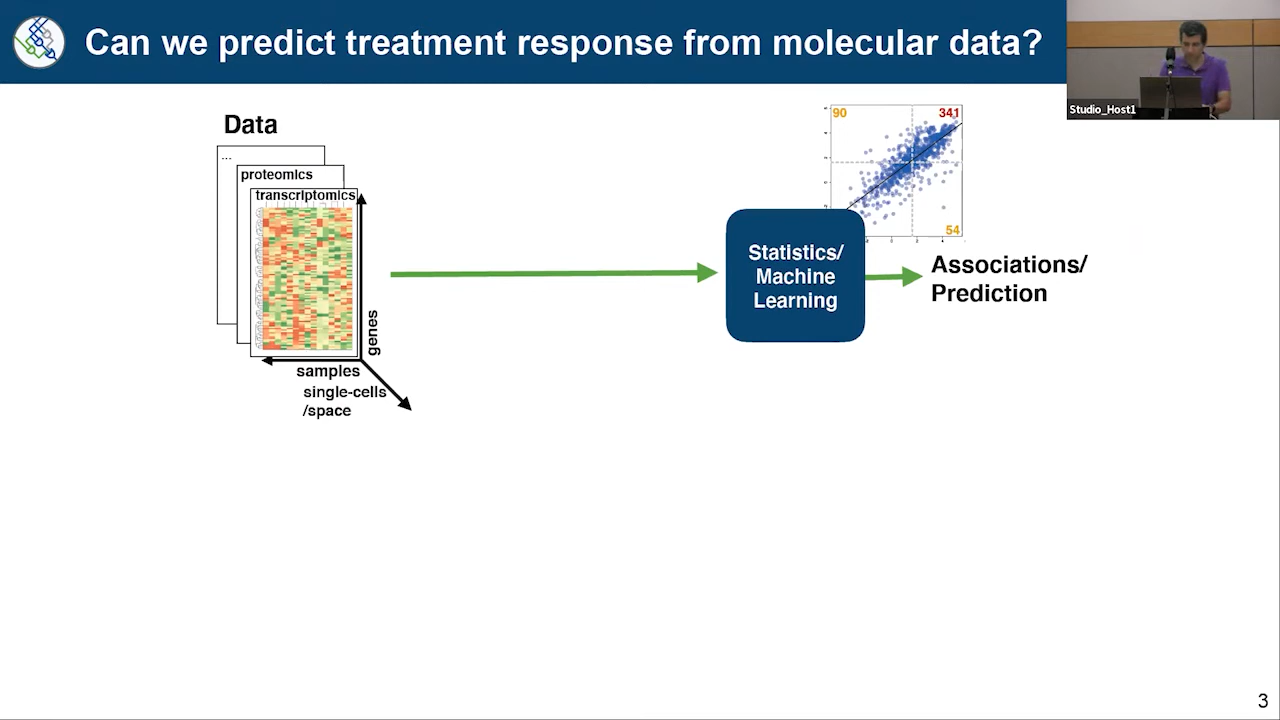 Can we predict treatment response from molecular data?
Studio_Host1
Data
...
proteomics
transcriptomics
genes
samples
single-cells
/space
90
341
54
Statistics/
Machine
Learning
Associations/
Prediction
3